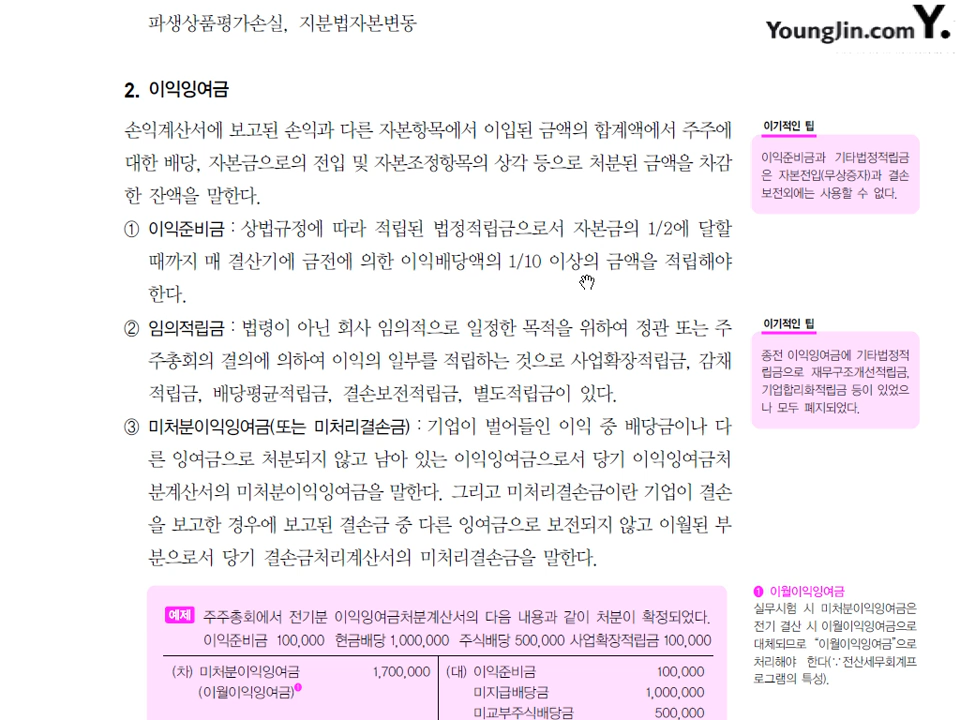 파생상품평가손실, 지분법자본변동
YoungJin.com Y.
2. 이익잉여금
손익계산서에 보고된 손익과 다른 자본항목에서 이입된 금액의 합계액에서 주주에
대한 배당, 자본금으로의 전입 및 자본조정항목의 상각 등으로 처분된 금액을 차감
한 잔액을 말한다.
① 이익준비금 : 상법규정에 따라 적립된 법정적립금으로서 자본금의 1/2에 달할
때까지 매 결산기에 금전에 의한 이익배당액의 1/10 이상의 금액을 적립해야
한다.
② 임의적립금 : 법령이 아닌 회사 임의적으로 일정한 목적을 위하여 정관 또는 주
주총회의 결의에 의하여 이익의 일부를 적립하는 것으로 사업확장적립금, 감채
적립금, 배당평균적립금, 결손보전적립금, 별도적립금이 있다.
③ 미처분이익잉여금(또는 미처리결손금) : 기업이 벌어들인 이익 중 배당금이나 다
른 잉여금으로 처분되지 않고 남아 있는 이익잉여금으로서 당기 이익잉여금처
분계산서의 미처분이익잉여금을 말한다. 그리고 미처리결손금이란 기업이 결손
을 보고한 경우에 보고된 결손금 중 다른 잉여금으로 보전되지 않고 이월된 부
분으로서 당기 결손금처리계산서의 미처리결손금을 말한다.
예제 주주총회에서 전기분 이익잉여금처분계산서의 다음 내용과 같이 처분이 확정되었다.
이익준비금 100,000 현금배당 1,000,000 주식배당 500,000 사업확장적립금 100,000
(차) 미처분이익잉여금 1,700,000 (대) 이익준비금 100,000
(이월이익잉여금)❶ 미지급배당금 1,000,000
미교부주식배당금 500,000
이기적인 팁
이익준비금과 기타법정적립금
은 자본전입(무상증자)과 결손
보전외에는 사용할 수 없다.
이기적인 팁
종전 이익잉여금에 기타법정적
립금으로 재무구조개선적립금,
기업합리화적립금 등이 있었으
나 모두 폐지되었다.
❶ 이월이익잉여금
실무시험 시 미처분이익잉여금은
전기 결산 시 이월이익잉여금으로
대체되므로 “이월이익잉여금”으로
처리해야 한다(∵전산세무회계프
로그램의 특성).